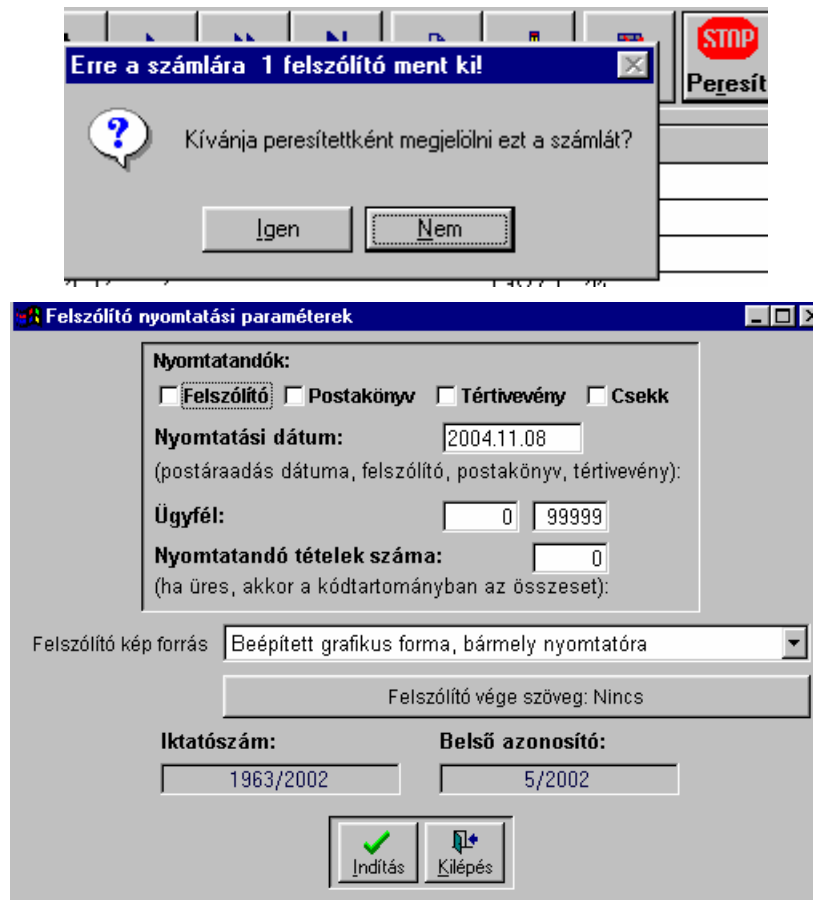 STOP
Erre a számlára 1 felszólító ment ki!
Peresít
Kívánja peresítettként megjelölni ezt a számlát?
Igen Nem
Felszólító nyomtatási paraméterek
Nyomtatandók:
Felszólító Postakönyv Tértivevény Csekk
Nyomtatási dátum: 2004.11.08
(postáraadás dátuma, felszólító, postakönyv, tértivevény):
Ügyfél: 0 99999
Nyomtatandó tételek száma: 0
(ha üres, akkor a kódtartományban az összeset):
Felszólító kép forrás Beépített grafikus forma, bármely nyomtatóra
Felszólító vége szöveg: Nincs
Iktatószám: Belső azonosító:
1963/2002 5/2002
Indítás Kilépés